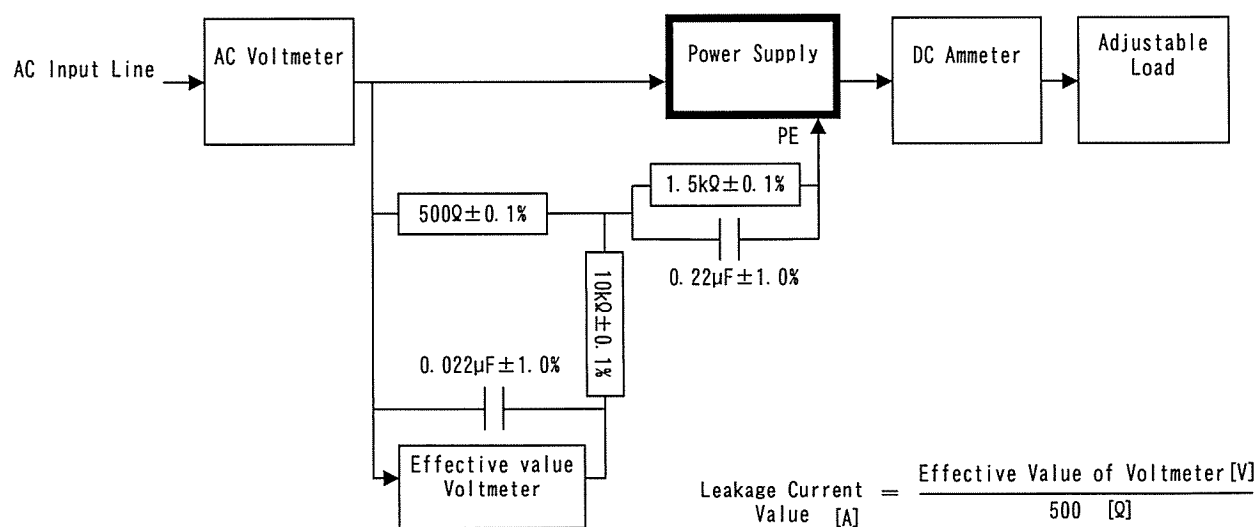 AC Input Line
AC Voltmeter
Power Supply
DC Ammeter
Adjustable
Load
PE
1.5kΩ±0.1%
500Ω±0.1%
0.22μF±1.0%
10kΩ±0.1%
0.022μF±1.0%
Effective value
Voltmeter
Leakage Current
Value [A]
=
Effective Value of Voltmeter[V]
500 [Ω]